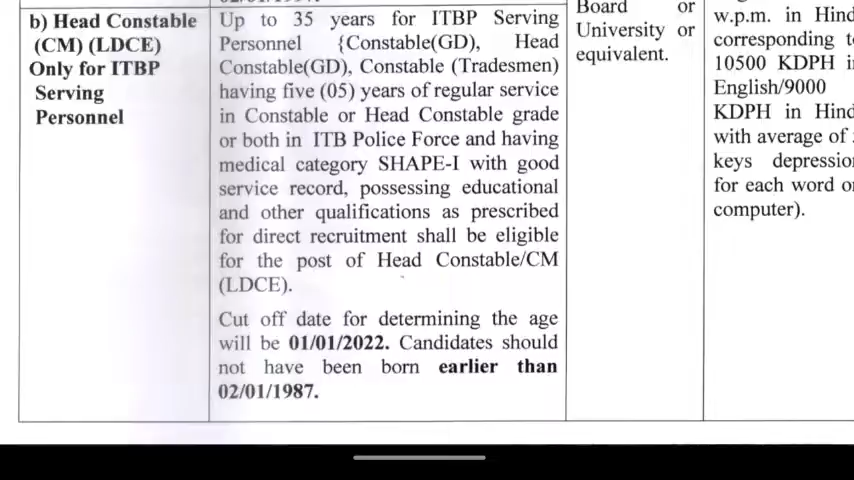 b) Head Constable
(CM) (LDCE)
Only for ITBP
Serving
Personnel
Up to 35 years for ITBP Serving
Personnel {Constable(GD), Head
Constable(GD), Constable (Tradesmen)
having five (05) years of regular service
in Constable or Head Constable grade
or both in ITB Police Force and having
medical category SHAPE-I with good
service record, possessing educational
and other qualifications as prescribed
for direct recruitment shall be eligible
for the post of Head Constable/CM
(LDCE).
Cut off date for determining the age
will be 01/01/2022. Candidates should
not have been born earlier than
02/01/1987.
Board or
University or
equivalent.
w.p.m. in Hind
corresponding t
10500 KDPH i
English/9000
KDPH in Hind
with average of
keys depression
for each word o
computer).